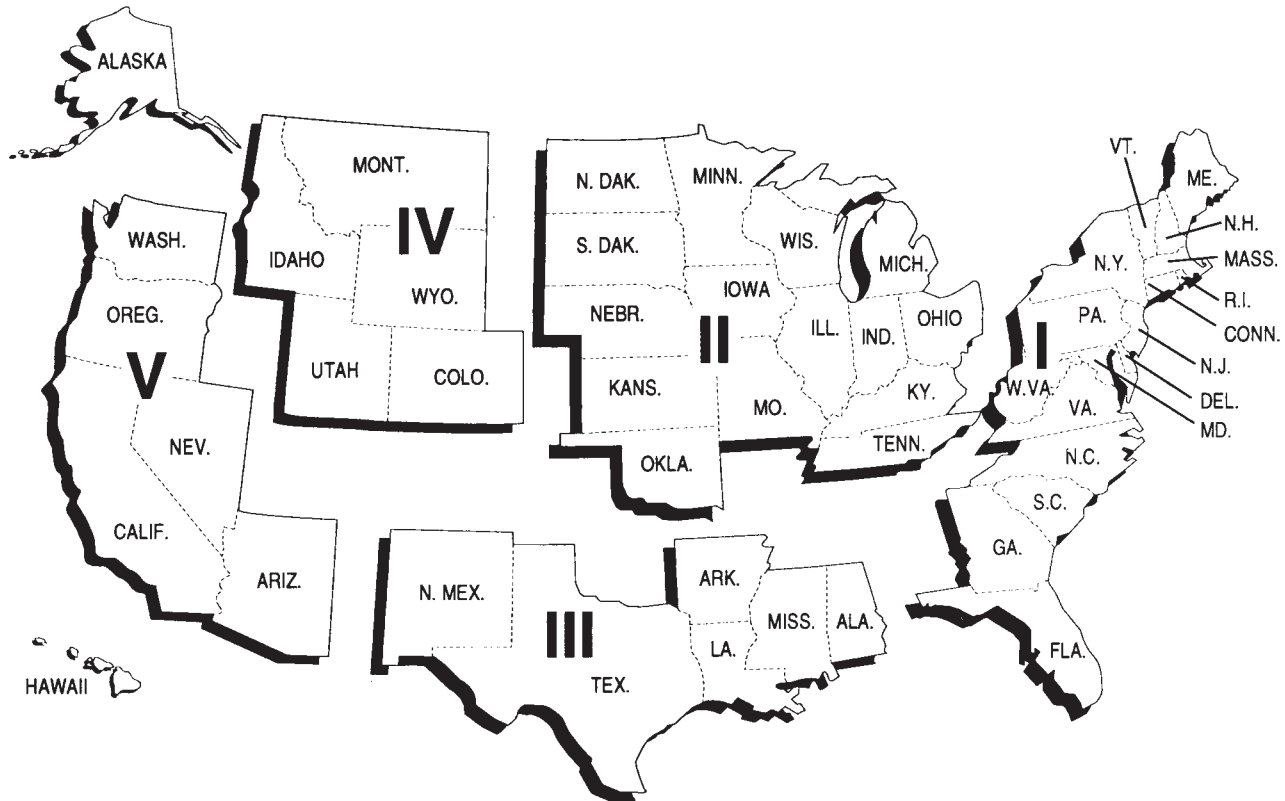 ALASKA
WASH.
OREG.
V
NEV.
CALIF.
ARIZ.
HAWAII
MONT.
IV
IDAHO
WYO.
UTAH
COLO.
N. DAK.
MINN.
S. DAK.
WIS.
MICH.
IOWA
NEBR.
II
ILL.
IND.
OHIO
KANS.
MO.
KY.
TENN.
OKLA.
N. MEX.
III
TEX.
ARK.
LA.
MISS.
ALA.
VT.
ME.
N.H.
MASS.
N.Y.
R.I.
CONN.
PA.
I
N.J.
DEL.
MD.
W.VA.
VA.
N.C.
S.C.
GA.
FLA.